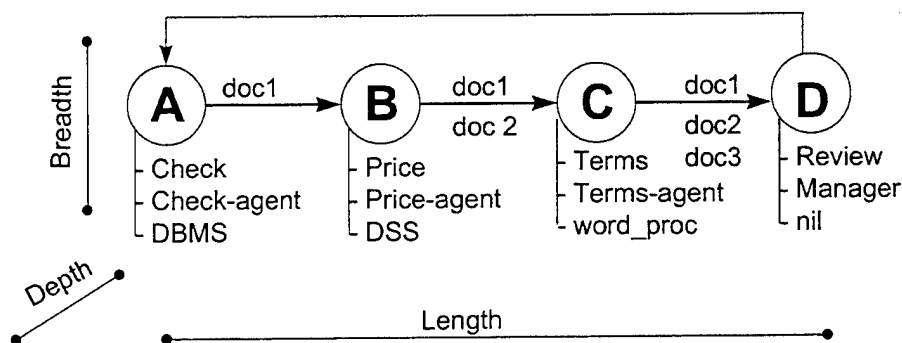 Breadth
A
doc1
B
doc1
doc 2
C
doc1
doc2
doc3
D
Check
Check-agent
DBMS
Price
Price-agent
DSS
Terms
Terms-agent
word_proc
Review
Manager
nil
Depth
Length